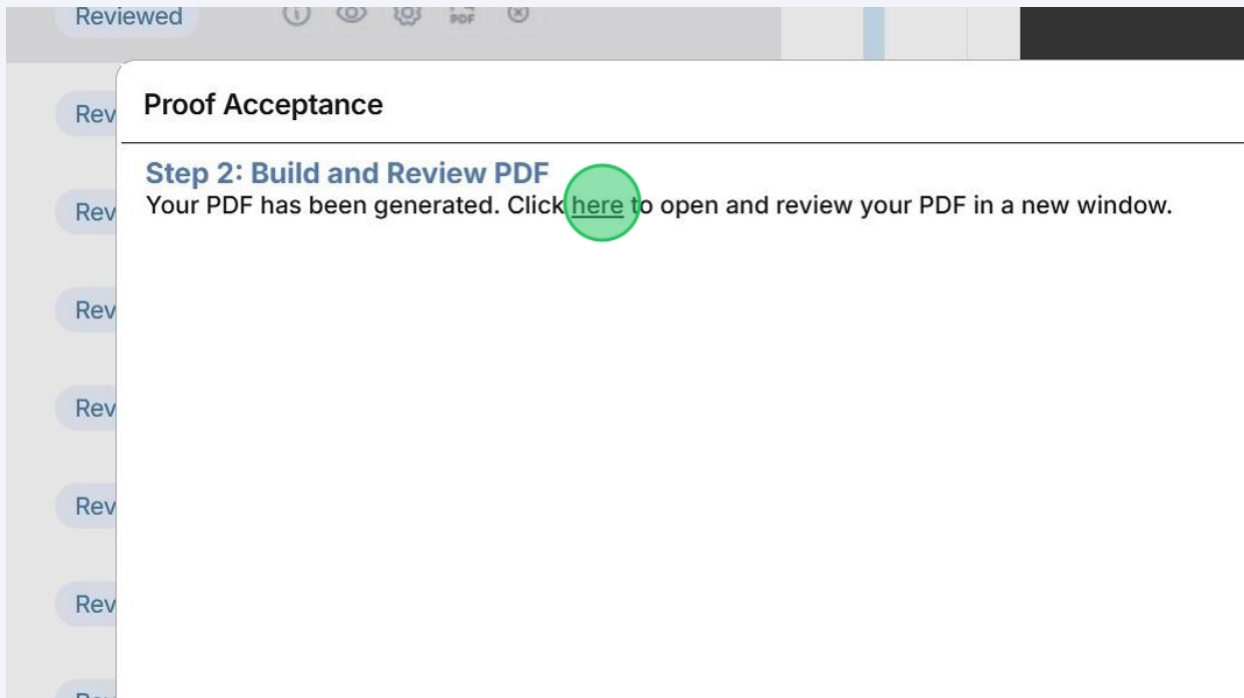 Reviewed
PDF
Rev
Proof Acceptance
Step 2: Build and Review PDF
Rev
Your PDF has been generated. Click here to open and review your PDF in a new window.
Rev
Rev
Rev
Rev